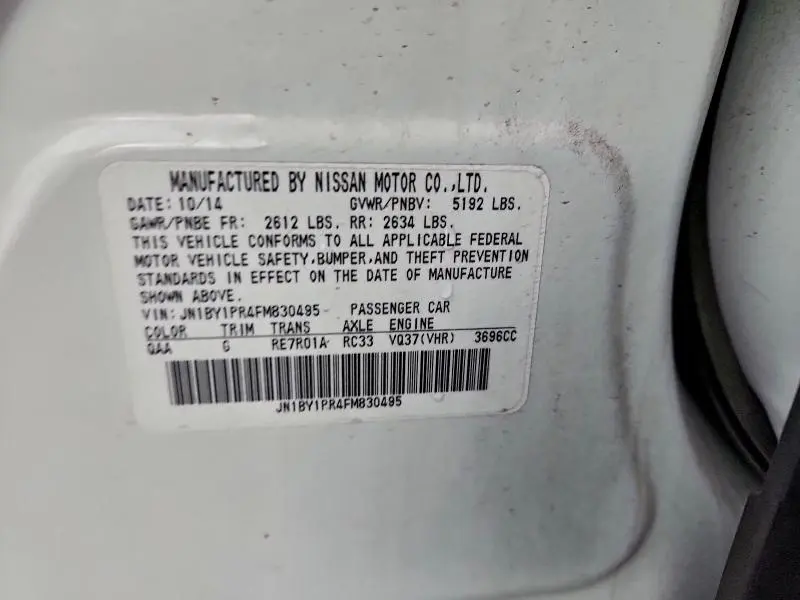 MANUFACTURED BY NISSAN MOTOR CO.,LTD.
DATE: 10/14 GVWR/PNBV: 5192 LBS.
GAWR/PNBE FR: 2612 LBS. RR: 2634 LBS.
THIS VEHICLE CONFORMS TO ALL APPLICABLE FEDERAL
MOTOR VEHICLE SAFETY,BUMPER,AND THEFT PREVENTION
STANDARDS IN EFFECT ON THE DATE OF MANUFACTURE
SHOWN ABOVE.
VIN: JN1BY1PR4FM830495 PASSENGER CAR
COLOR TRIM TRANS AXLE ENGINE
QAA G RE7R01A RC33 VQ37(VHR) 3696CC
JN1BY1PR4FM830495